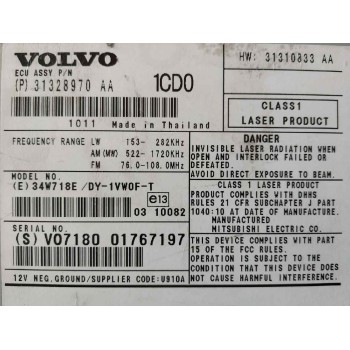 VOLVO
HW: 31310833 AA
ECU ASSY P/N
(P) 31328970 AA
1CD0
CLASS1
LASER PRODUCT
1011 Made in Thailand
FREQUENCY RANGE LW 153- 282KHz
AM(MW) 522- 1720KHz
FM 76.0-108.0MHz
DANGER
INVISIBLE LASER RADIATION WHEN
OPEN AND INTERLOCK FAILED OR
DEFEATED.
AVOID DIRECT EXPOSURE TO BEAM.
MODEL NO.
(E) 34W718E /DY-1VW0F-T
e13
03 10082
CLASS 1 LASER PRODUCT
PRODUCT COMPLIES WITH DHHS
RULES 21 CFR SUBCHAPTER J PART
1040:10 AT DATE OF MANUFACTURE.
MANUFACTURED
MITSUBISHI ELECTRIC CO.
SERIAL NO.
(S) VO7180 01767197
THIS DEVICE COMPLIES WITH PART
15 OF THE FCC RULES.
OPERATION IS SUBJECT TO THE
CONDITION THAT THIS DEVICE DOES
NOT CAUSE HARMFUL INTERFERENCE.
12V NEG.GROUND/SUPPLIER CODE:U910A